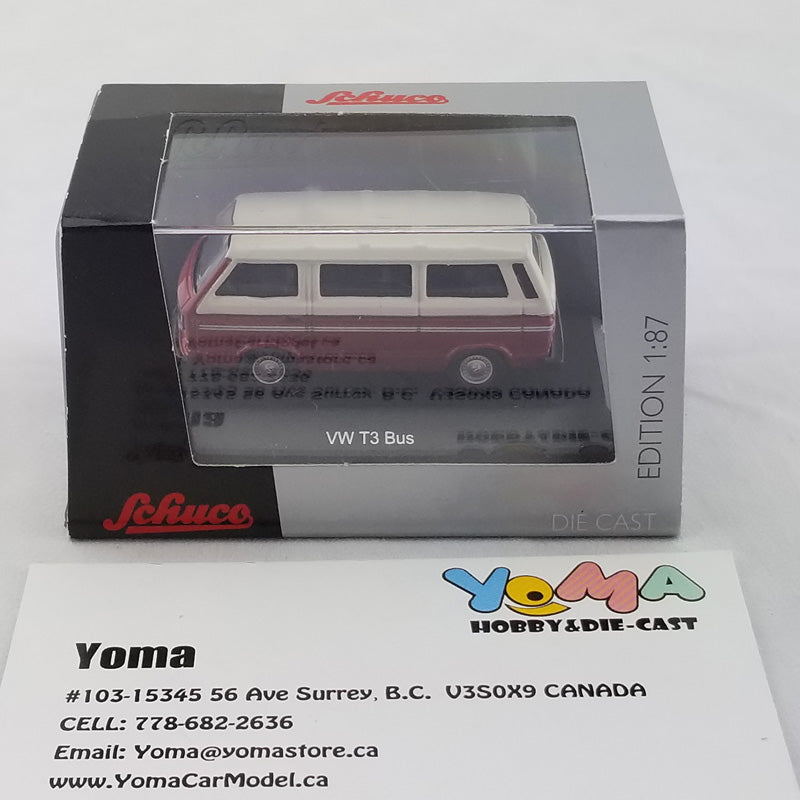 Schuco
EDITION 1:87
VW T3 Bus
Schuco
DIE CAST
YOMA
HOBBY&DIE-CAST
Yoma
#103-15345 56 Ave Surrey, B.C. V3S0X9 CANADA
CELL: 778-682-2636
Email: Yoma@yomastore.ca
www.YomaCarModel.ca